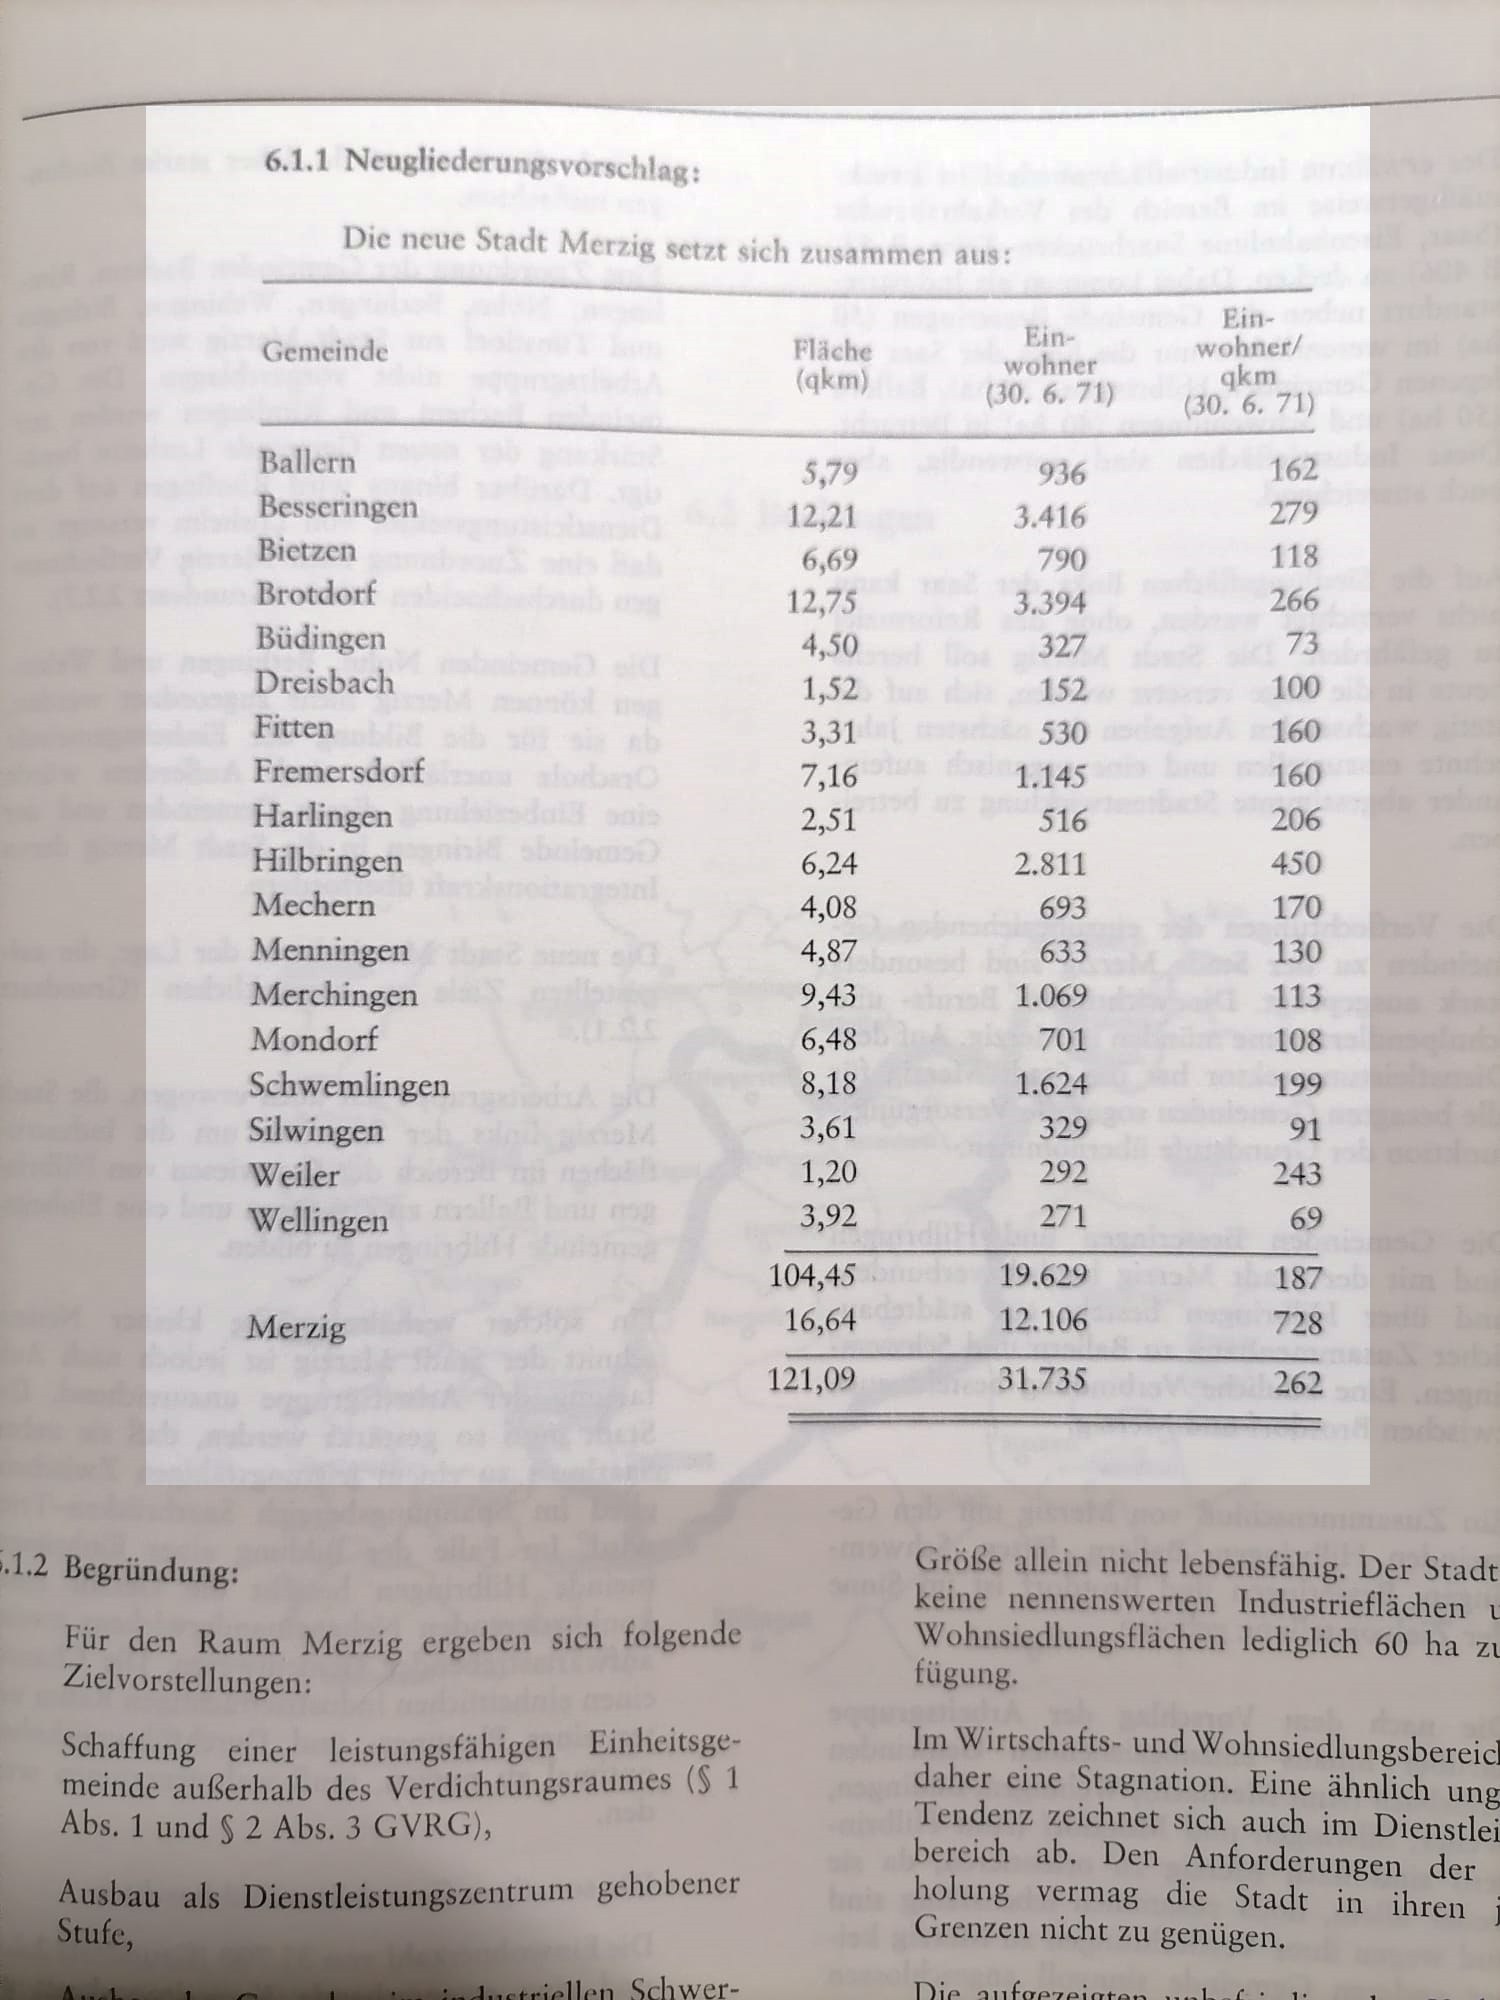 6.1.1 Neugliederungsvorschlag:
Die neue Stadt Merzig setzt sich zusammen aus:
Gemeinde Fläche (qkm) Ein- wohner (30. 6. 71) Ein- wohner/ qkm (30. 6. 71)
Ballern 5,79 936 162
Besseringen 12,21 3.416 279
Bietzen 6,69 790 118
Brotdorf 12,75 3.394 266
Büdingen 4,50 327 73
Dreisbach 1,52 152 100
Fitten 3,31 530 160
Fremersdorf 7,16 1.145 160
Harlingen 2,51 516 206
Hilbringen 6,24 2.811 450
Mechern 4,08 693 170
Menningen 4,87 633 130
Merchingen 9,43 1.069 113
Mondorf 6,48 701 108
Schwemlingen 8,18 1.624 199
Silwingen 3,61 329 91
Weiler 1,20 292 243
Wellingen 3,92 271 69
104,45 19.629 187
Merzig 16,64 12.106 728
121,09 31.735 262
.1.2 Begründung:
Für den Raum Merzig ergeben sich folgende
Zielvorstellungen:
Schaffung einer leistungsfähigen Einheitsge-
meinde außerhalb des Verdichtungsraumes (§ 1
Abs. 1 und § 2 Abs. 3 GVRG),
Ausbau als Dienstleistungszentrum gehobener
Stufe,
industriellen Schwer-
Größe allein nicht lebensfähig. Der Stadt
keine nennenswerten Industrieflächen
Wohnsiedlungsflächen lediglich 60 ha
fügung.
Im Wirtschafts- und Wohnsiedlungsbereich
daher eine Stagnation. Eine ähnlich ung
Tendenz zeichnet sich auch im Dienstlei
bereich ab. Den Anforderungen der
holung vermag die Stadt in ihren j
Grenzen nicht zu genügen.
Die aufgezeigten